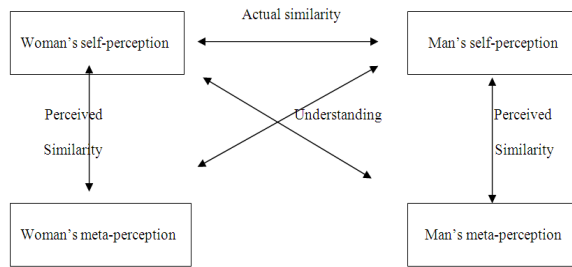 Actual similarity
Woman's self-perception
Man's self-perception
Perceived
Similarity
Understanding
Perceived
Similarity
Woman's meta-perception
Man's meta-perception